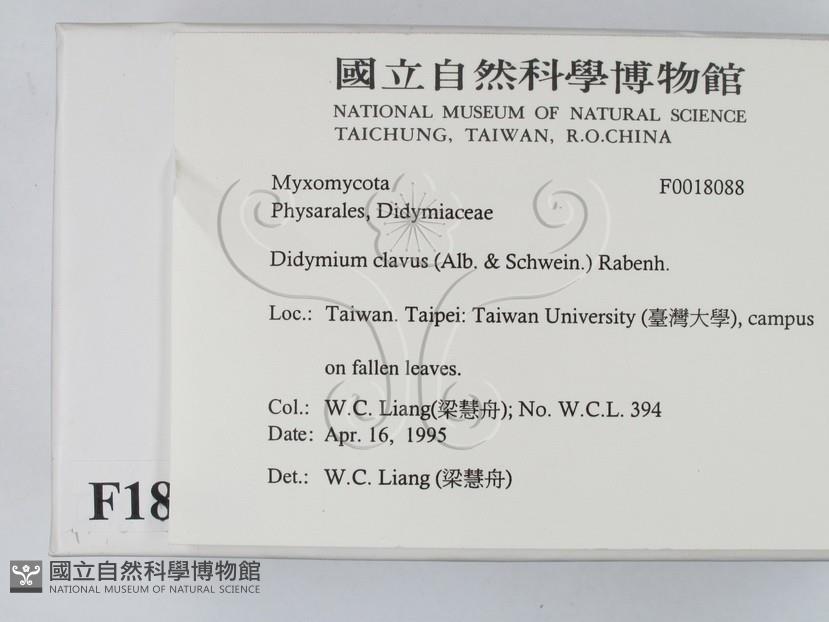 國立自然科學博物館
NATIONAL MUSEUM OF NATURAL SCIENCE
TAICHUNG, TAIWAN, R.O.CHINA
Myxomycota F0018088
Physarales, Didymiaceae
Didymium clavus (Alb. & Schwein.) Rabenh.
Loc.: Taiwan. Taipei: Taiwan University (臺灣大學), campus
on fallen leaves.
Col.: W.C. Liang(梁慧舟); No. W.C.L. 394
Date: Apr. 16, 1995
Det.: W.C. Liang (梁慧舟)
F18
國立自然科學博物館
NATIONAL MUSEUM OF NATURAL SCIENCE